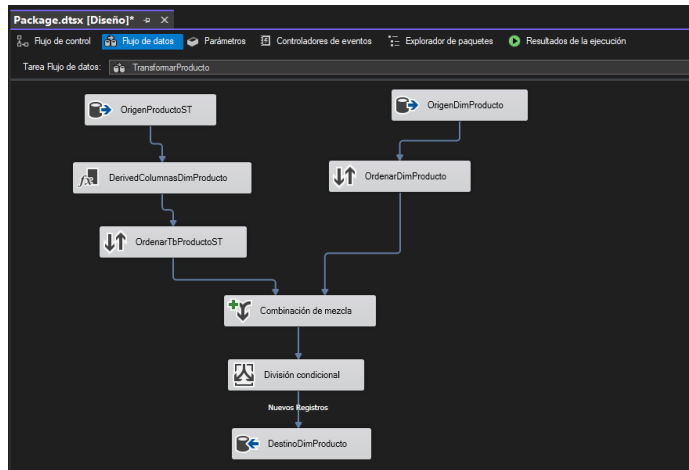 Package.dtsx [Diseño]*
Flujo de control Flujo de datos Parámetros Controladores de eventos Explorador de paquetes Resultados de la ejecución
Tarea Flujo de datos: TransformarProducto
OrigenProductoST
OrigenDimProducto
DerivedColumnasDimProducto
OrdenarDimProducto
OrdenarTbProductoST
Combinación de mezcla
División condicional
Nuevos Registros
DestinoDimProducto